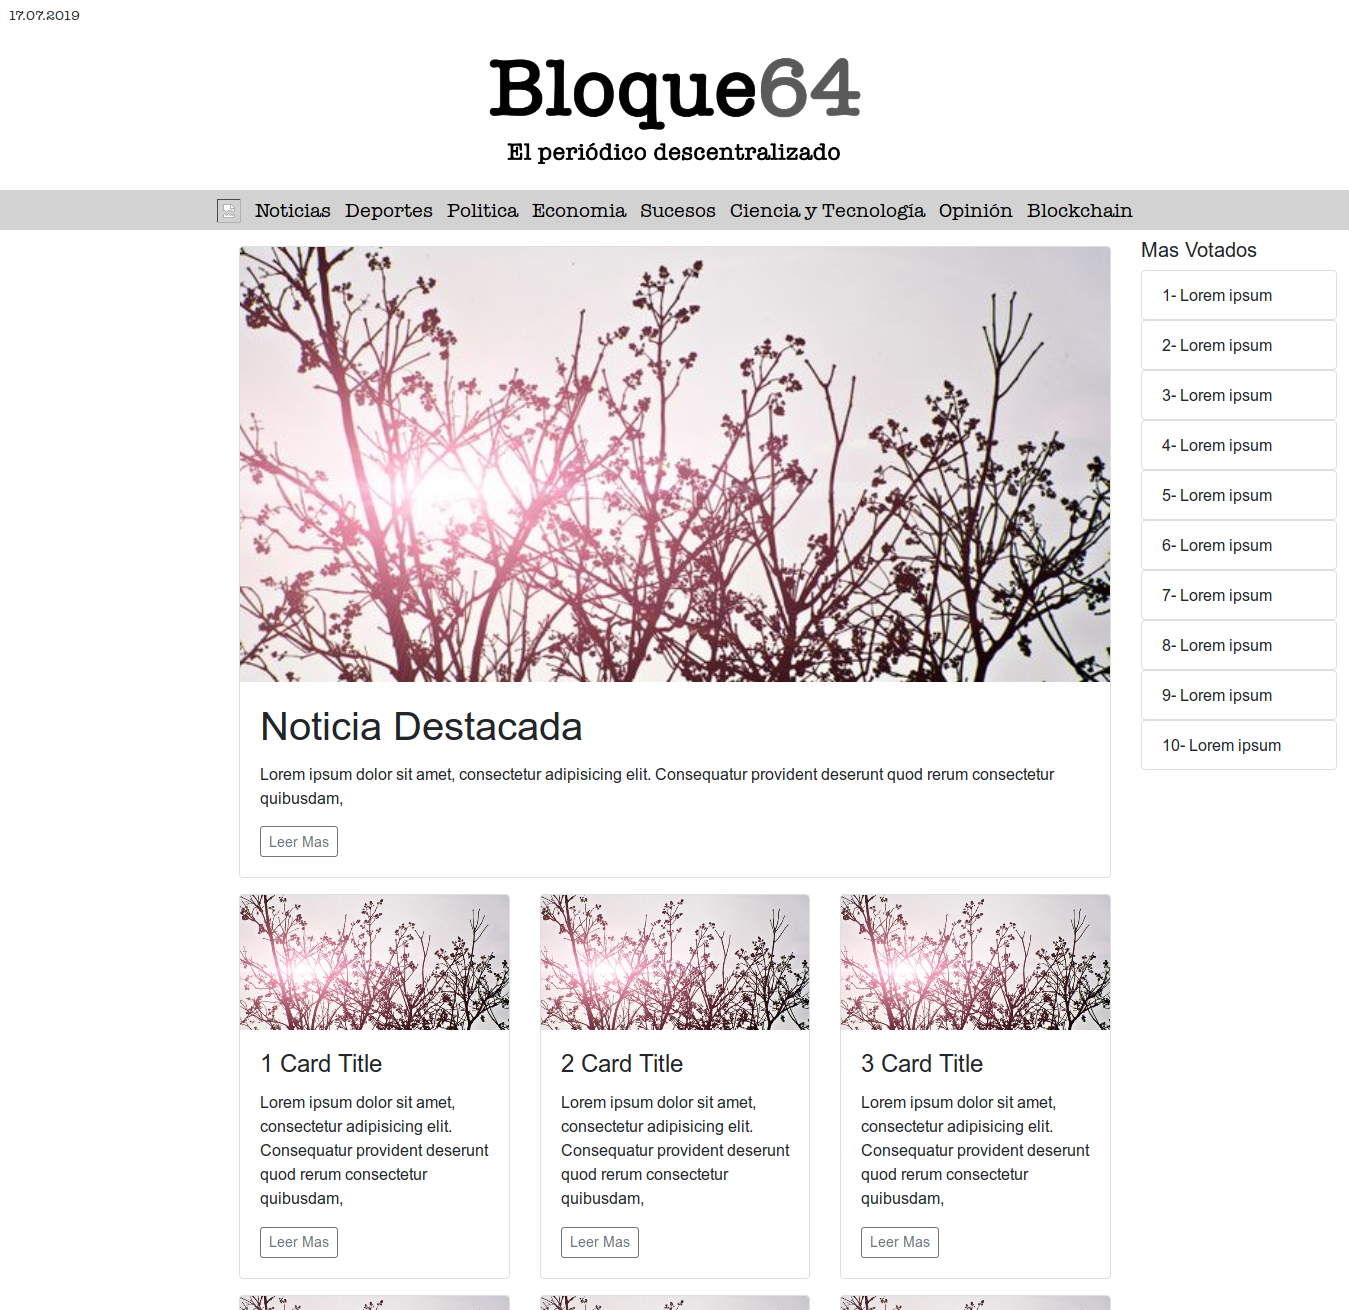 17.07.2019
Bloque64
El periódico descentralizado
Noticias Deportes Politica Economia Sucesos Ciencia y Tecnología Opinión Blockchain
Mas Votados
1- Lorem ipsum
2- Lorem ipsum
3- Lorem ipsum
4- Lorem ipsum
5- Lorem ipsum
6- Lorem ipsum
7- Lorem ipsum
8- Lorem ipsum
9- Lorem ipsum
10- Lorem ipsum
Noticia Destacada
Lorem ipsum dolor sit amet, consectetur adipisicing elit. Consequatur provident deserunt quod rerum consectetur
quibusdam,
Leer Mas
1 Card Title
Lorem ipsum dolor sit amet,
consectetur adipisicing elit.
Consequatur provident deserunt
quod rerum consectetur
quibusdam,
Leer Mas
2 Card Title
Lorem ipsum dolor sit amet,
consectetur adipisicing elit.
Consequatur provident deserunt
quod rerum consectetur
quibusdam,
Leer Mas
3 Card Title
Lorem ipsum dolor sit amet,
consectetur adipisicing elit.
Consequatur provident deserunt
quod rerum consectetur
quibusdam,
Leer Mas